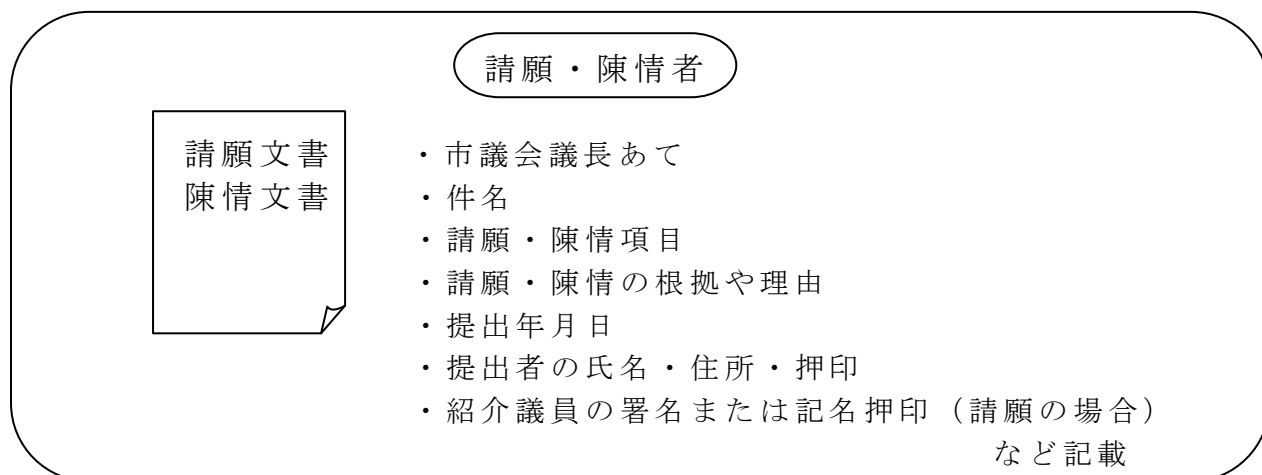 請願・陳情者
請願文書
陳情文書
・市議会議長あて
・件名
・請願・陳情項目
・請願・陳情の根拠や理由
・提出年月日
・提出者の氏名・住所・押印
・紹介議員の署名または記名押印（請願の場合）
など記載